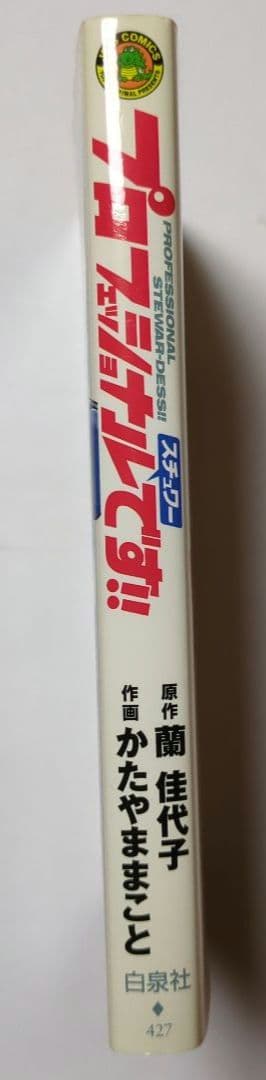 COMICS
プロフェッショナルです!!
スチュワー
PROFESSIONAL
STEWAR-DESS!!
原作 蘭 佳代子
作画 かたやままこと
白泉社
427